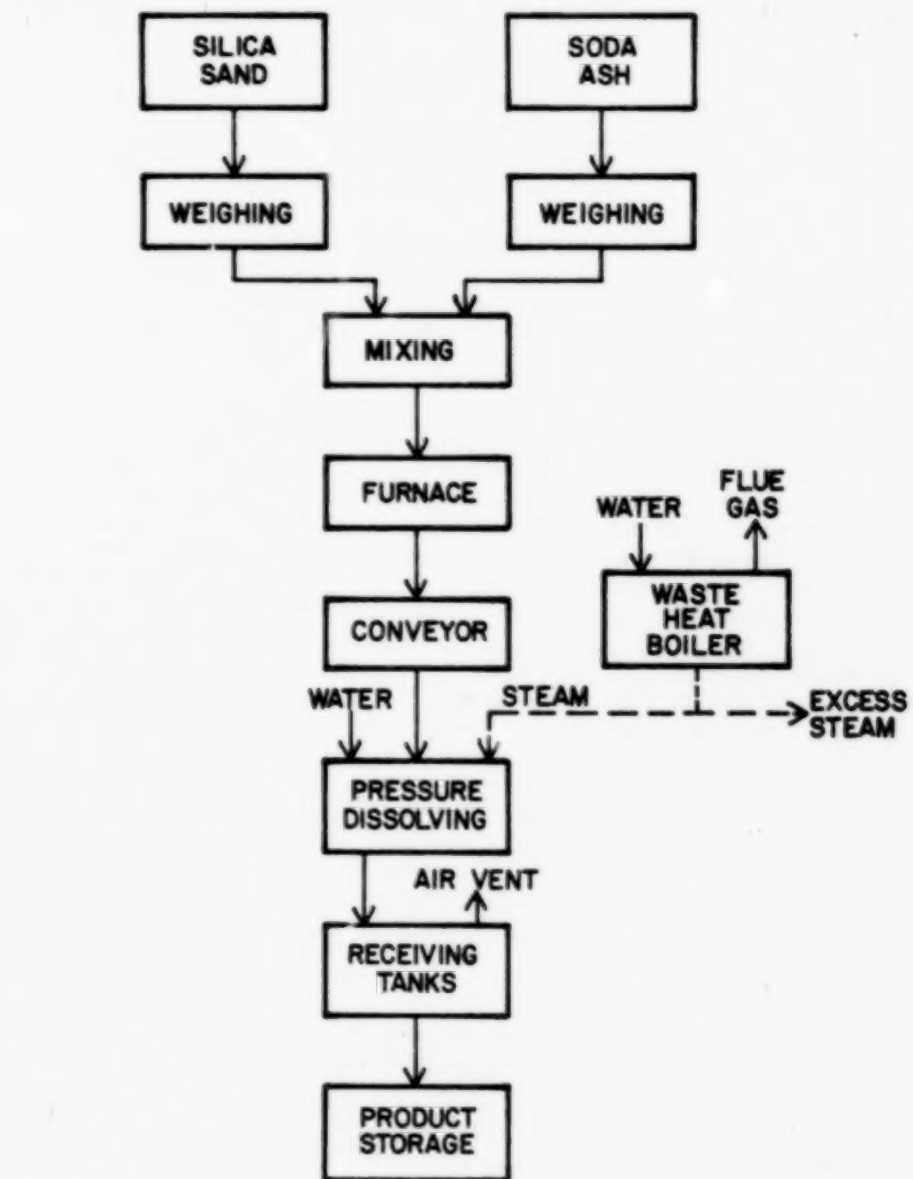 SILICA
SAND
SODA
ASH
WEIGHING
WEIGHING
MIXING
FURNACE
WATER
FLUE
GAS
WASTE
HEAT
BOILER
CONVEYOR
WATER
STEAM
EXCESS
STEAM
PRESSURE
DISSOLVING
AIR VENT
RECEIVING
TANKS
PRODUCT
STORAGE